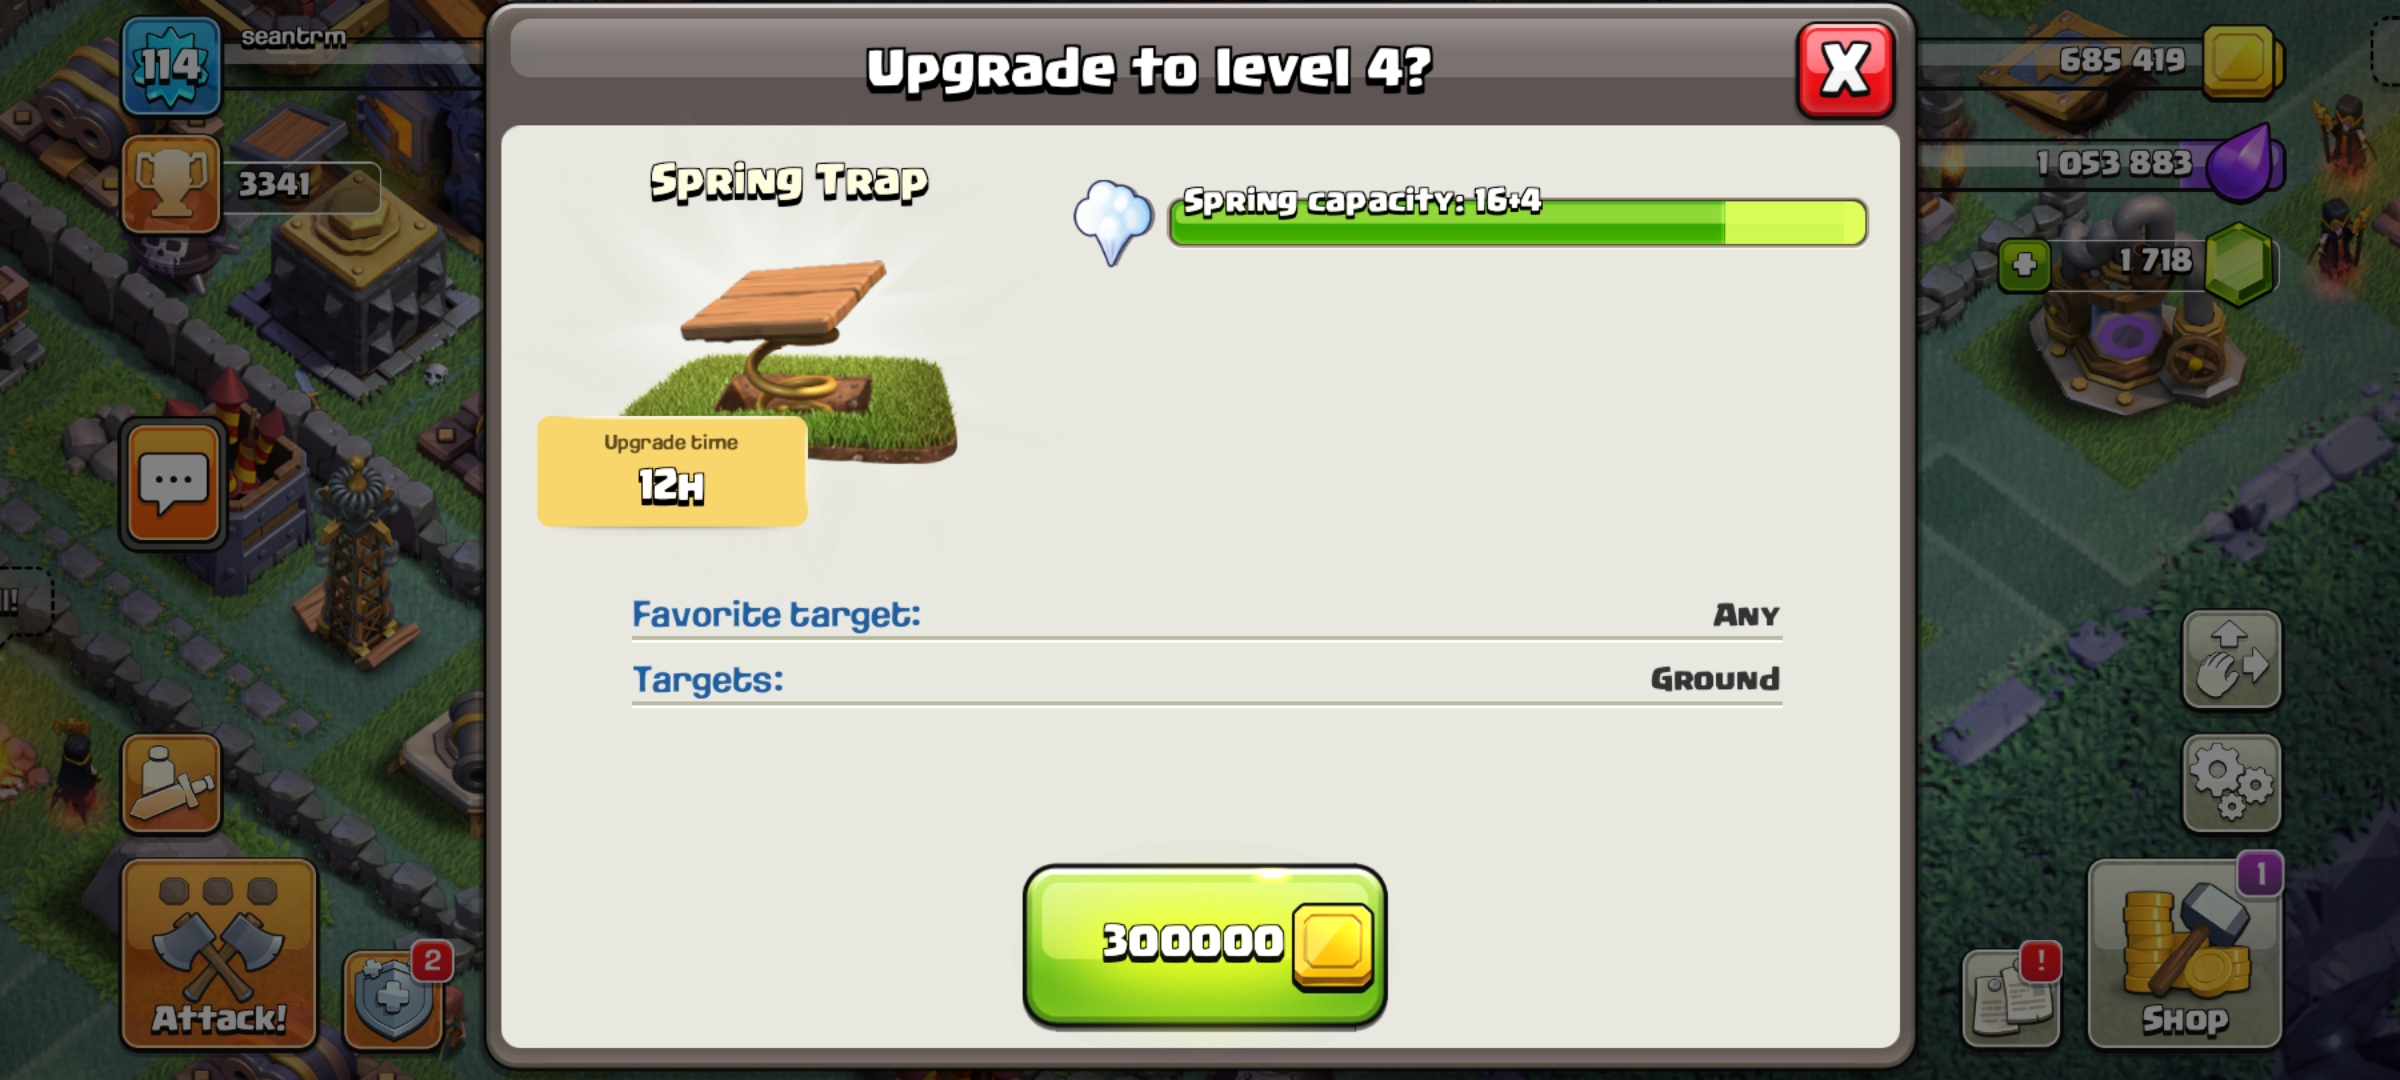 114
seantrm
3341
Upgrade to level 4?
X
685 419
1 053 883
1 718
Spring Trap
Spring capacity: 16+4
Upgrade time
12H
Favorite target: Any
Targets: Ground
300000
Attack!
2
!
1
Shop